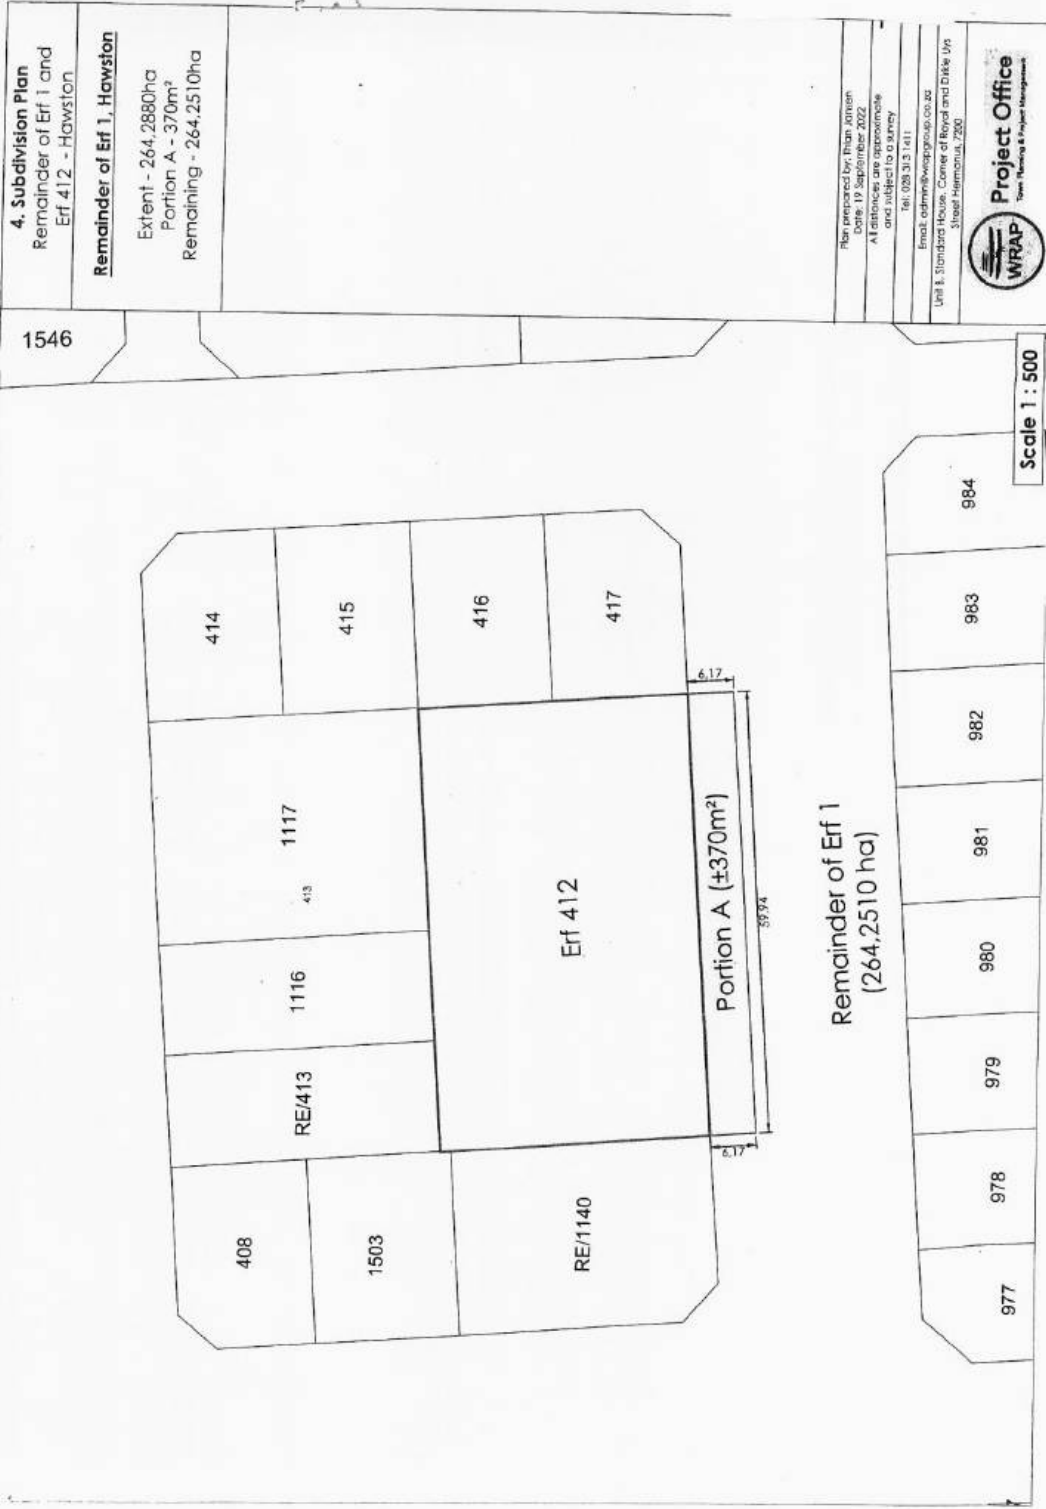 4. Subdivision Plan
Remainder of Erf 1 and
Erf 412 - Hawston
Remainder of Erf 1, Hawston
Extent - 264,2880ha
Portion A - 370m²
Remaining - 264,2510ha
1546
414
415
416
417
1117
413
1116
RE/413
408
1503
RE/1140
Erf 412
6,17
Portion A (±370m²)
59,94
6,17
Remainder of Erf 1
(264,2510 ha)
984
983
982
981
980
979
978
977
Plan prepared by: Thian Jansen
Date: 19 September 2022
All distances are approximate
and subject to a survey
Tel: 028 313 1411
Email: admin@wrapgroup.co.za
Unit B, Standard House, Corner of Royal and Dirkie Uys
Street Hermanus, 7200
WRAP
Project Office
Town Planning & Project Management
Scale 1 : 500